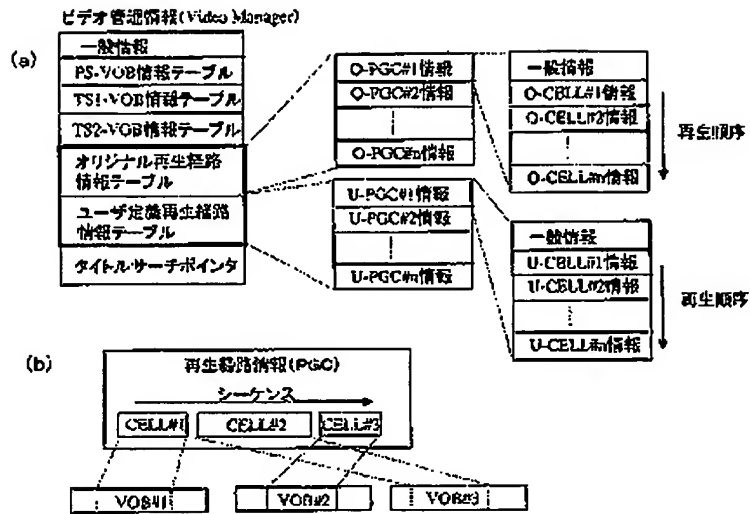 ビデオ管理情報(Video Manager)
(a)
一般情報
PS-VOB情報テーブル
TS1-VOB情報テーブル
TS2-VOB情報テーブル
オリジナル再生経路
情報テーブル
ユーザ定義再生経路
情報テーブル
タイトルサーチポインタ
O-PGC#1情報
O-PGC#2情報
O-PGC#n情報
U-PGC#1情報
U-PGC#2情報
U-PGC#n情報
一般情報
O-CELL#1情報
O-CELL#2情報
O-CELL#n情報
再生順序
一般情報
U-CELL#1情報
U-CELL#2情報
U-CELL#n情報
再生順序
(b)
再生経路情報(PGC)
シーケンス
CELL#1
CELL#2
CELL#3
VOB#1
VOB#2
VOB#3